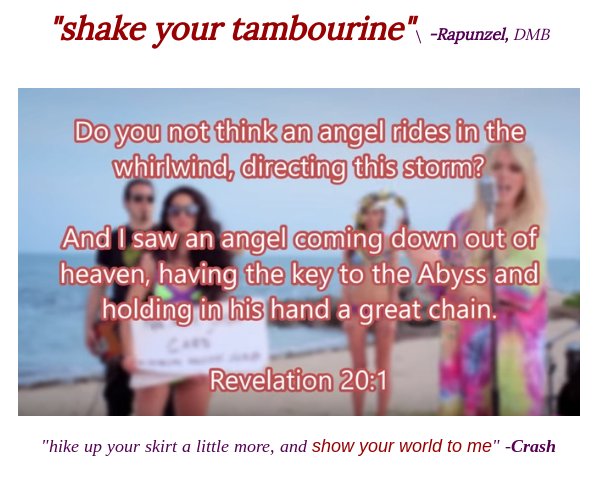 "shake your tambourine"\ -Rapunzel, DMB
Do you not think an angel rides in the
whirlwind, directing this storm?
And I saw an angel coming down out of
heaven, having the key to the Abyss and
holding in his hand a great chain.
Revelation 20:1
"hike up your skirt a little more, and show your world to me" -Crash